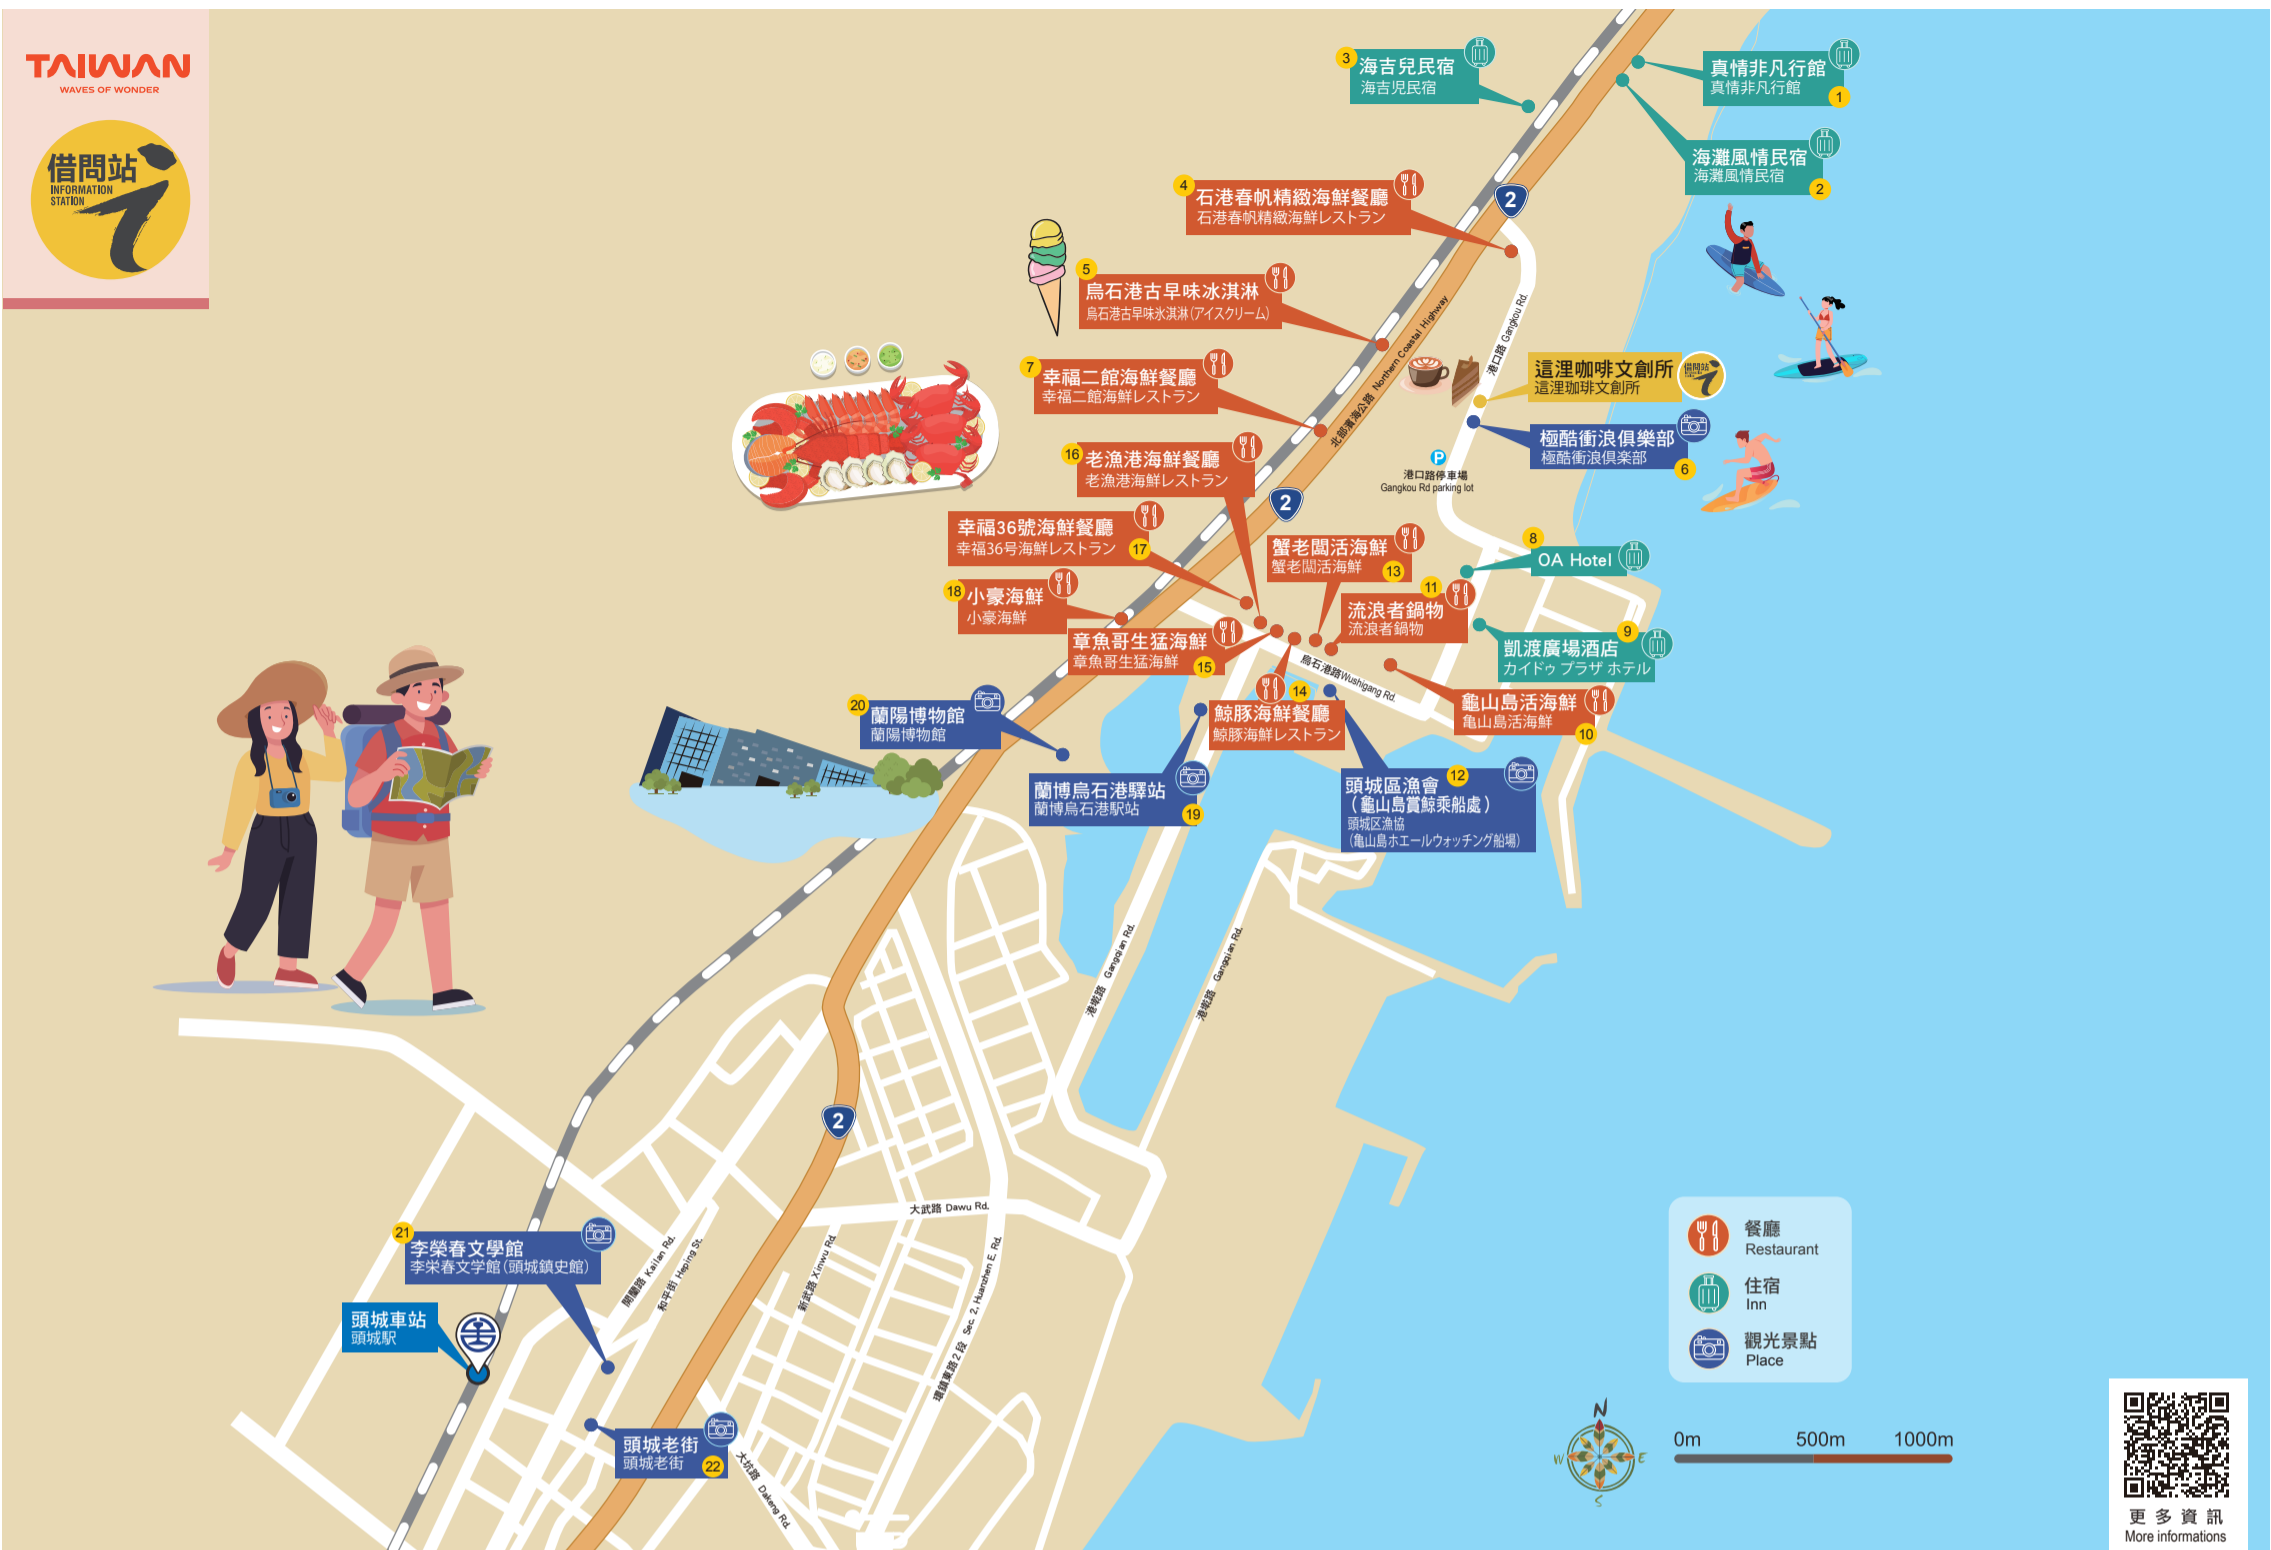 TAIWAN
WAVES OF WONDER
借問站
INFORMATION
STATION
3
海吉兒民宿
海吉児民宿
真情非凡行館
真情非凡行館
1
海灘風情民宿
海灘風情民宿
2
4
石港春帆精緻海鮮餐廳
石港春帆精緻海鮮レストラン
2
5
烏石港古早味冰淇淋
烏石港古早味氷淇淋(アイスクリーム)
北部濱海公路 Northern Coastal Highway
港口路 Gangkou Rd.
7
幸福二館海鮮餐廳
幸福二館海鮮レストラン
這浬咖啡文創所
這浬珈琲文創所
借問站
極酷衝浪俱樂部
極酷衝浪倶楽部
6
16
老漁港海鮮餐廳
老漁港海鮮レストラン
P
港口路停車場
Gangkou Rd parking lot
2
幸福36號海鮮餐廳
幸福36号海鮮レストラン
17
蟹老闆活海鮮
蟹老闆活海鮮
13
8
OA Hotel
18
小豪海鮮
小豪海鮮
11
流浪者鍋物
流浪者鍋物
章魚哥生猛海鮮
章魚哥生猛海鮮
15
9
凱渡廣場酒店
カイドゥ プラザ ホテル
烏石港路Wushigang Rd.
14
鯨豚海鮮餐廳
鯨豚海鮮レストラン
龜山島活海鮮
亀山島活海鮮
10
20
蘭陽博物館
蘭陽博物館
蘭博烏石港驛站
蘭博烏石港駅站
19
頭城區漁會
12
(龜山島賞鯨乘船處)
頭城区漁協
(亀山島ホエールウォッチング船場)
港墘路 Gangqian Rd.
港墘路 Gangqian Rd.
2
大武路 Dawu Rd.
21
李榮春文學館
李栄春文学館(頭城鎮史館)
開蘭路 Kailan Rd.
和平街 Heping St.
新武路 Xinwu Rd.
環鎮東路2段 Sec. 2, Huanzhen E. Rd.
頭城車站
頭城駅
頭城老街
頭城老街
22
大坑路 Dakeng Rd.
餐廳
Restaurant
住宿
Inn
觀光景點
Place
N
W
E
S
0m
500m
1000m
更多資訊
More informations